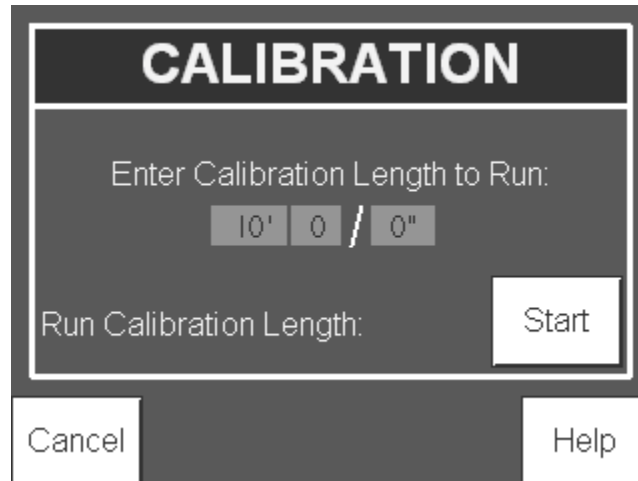 CALIBRATION
Enter Calibration Length to Run:
10' 0 / 0"
Run Calibration Length: Start
Cancel Help